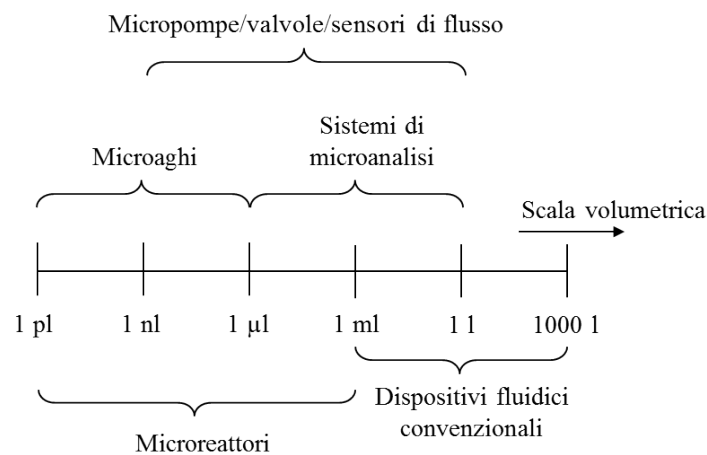 Micropompe/valvole/sensori di flusso
Sistemi di
microanalisi
Microaghi
Scala volumetrica
1 pl 1 nl 1 µl 1 ml 1 l 1000 l
Dispositivi fluidici
convenzionali
Microreattori